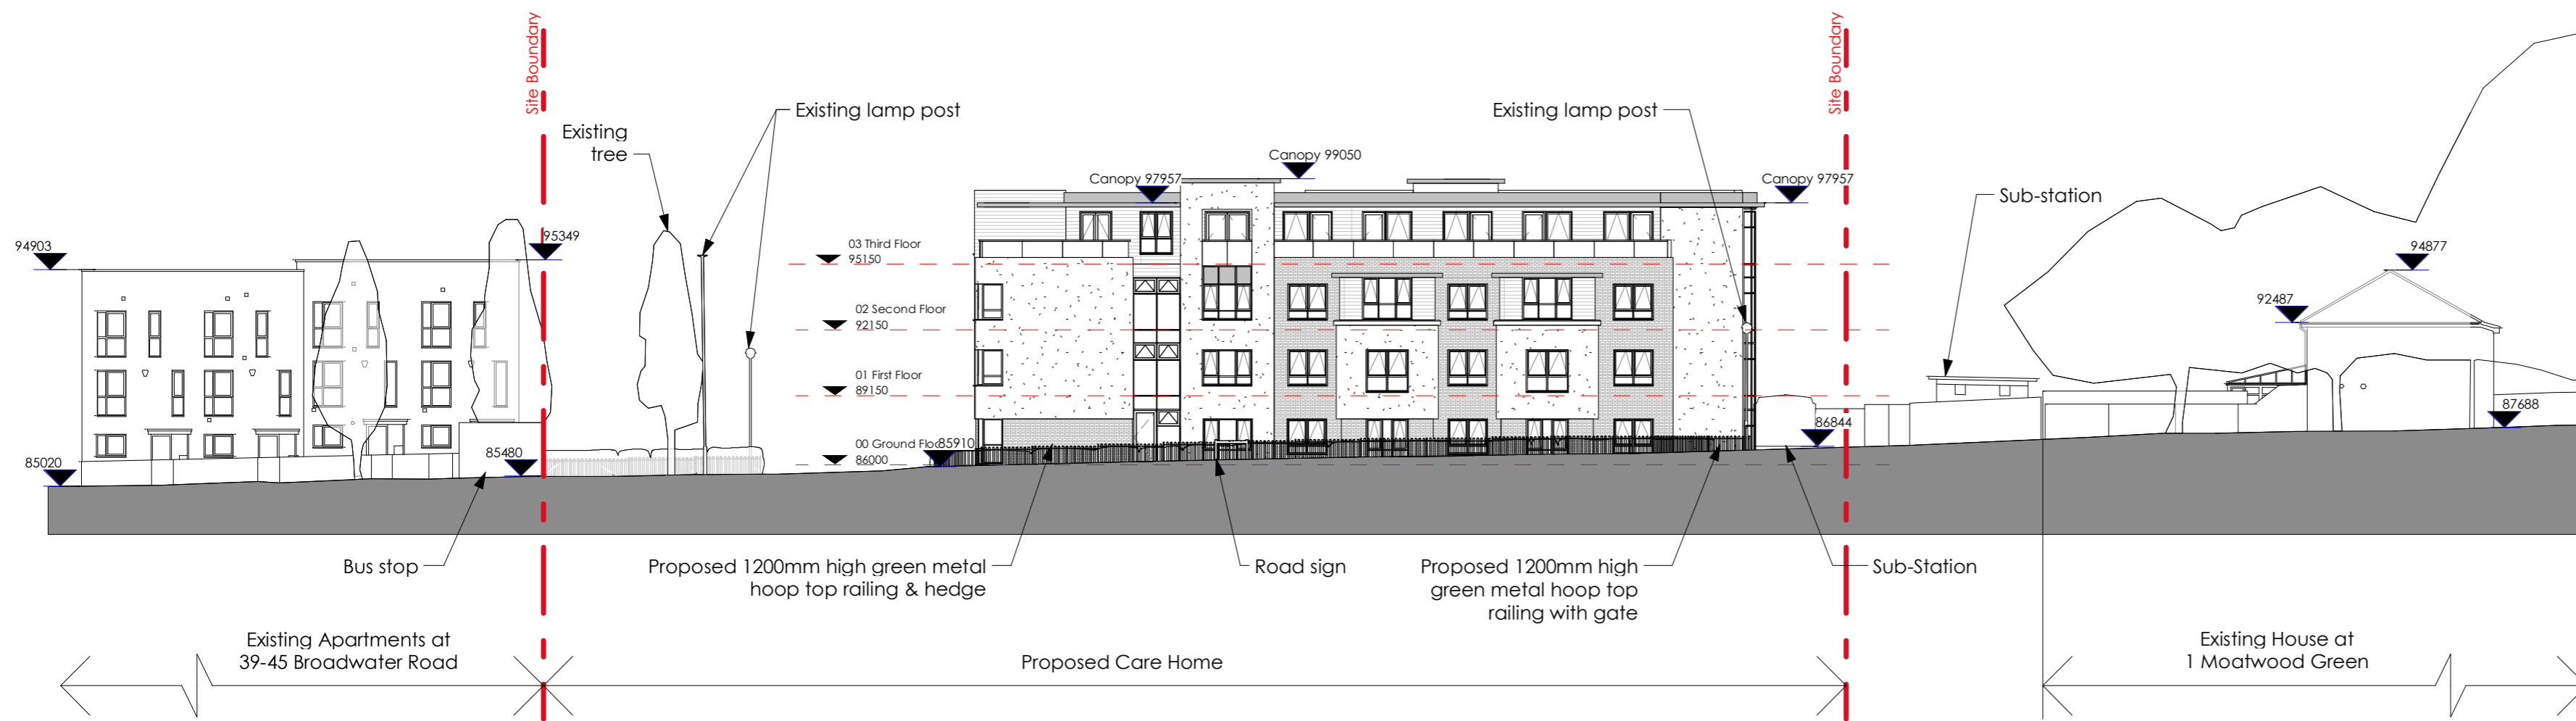 Site Boundary
Site Boundary
Existing lamp post
Existing lamp post
Existing
tree
Canopy 99050
Canopy 97957
Canopy 97957
Sub-station
94903
95349
03 Third Floor
95150
94877
92487
02 Second Floor
92150
01 First Floor
89150
87688
86844
00 Ground Floor
85910
86000
85020
85480
Bus stop
Proposed 1200mm high green metal
hoop top railing & hedge
Road sign
Proposed 1200mm high
green metal hoop top
railing with gate
Sub-Station
Existing Apartments at
39-45 Broadwater Road
Proposed Care Home
Existing House at
1 Moatwood Green